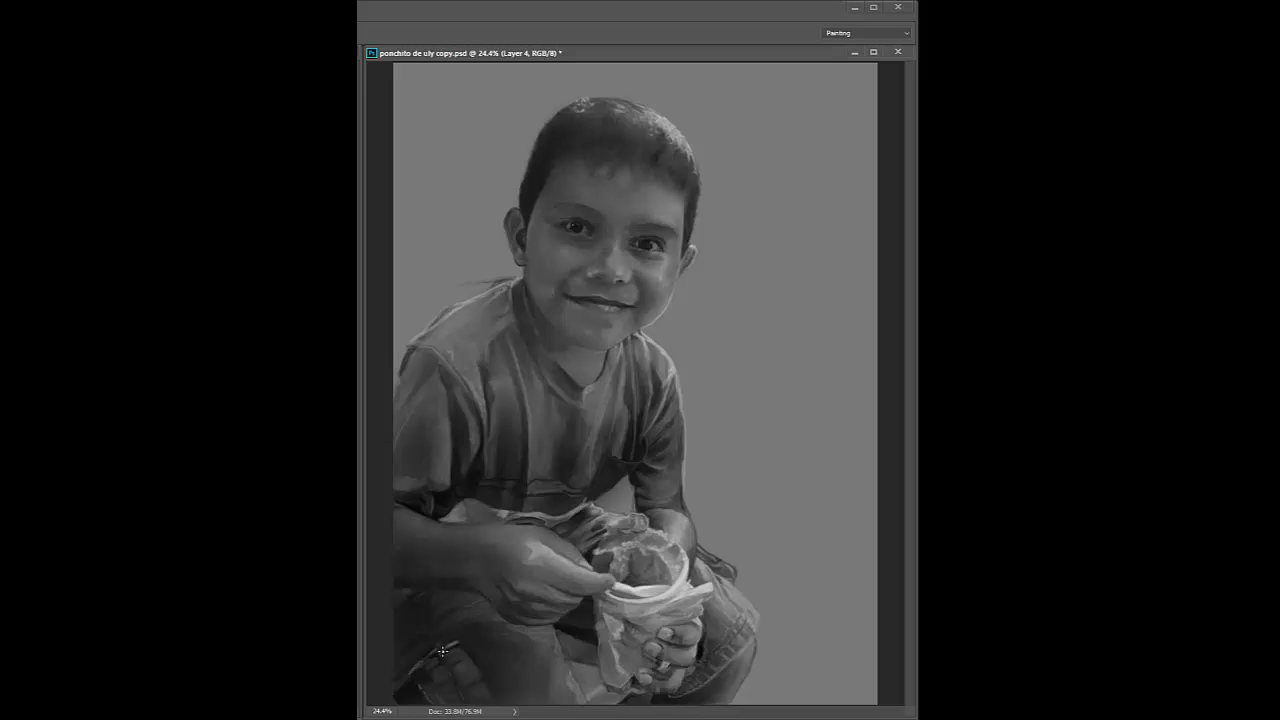 Painting
Ps ponchito de uly copy.psd @ 24.4% (Layer 4, RGB/8) *
24.4% Doc: 33.8M/76.9M